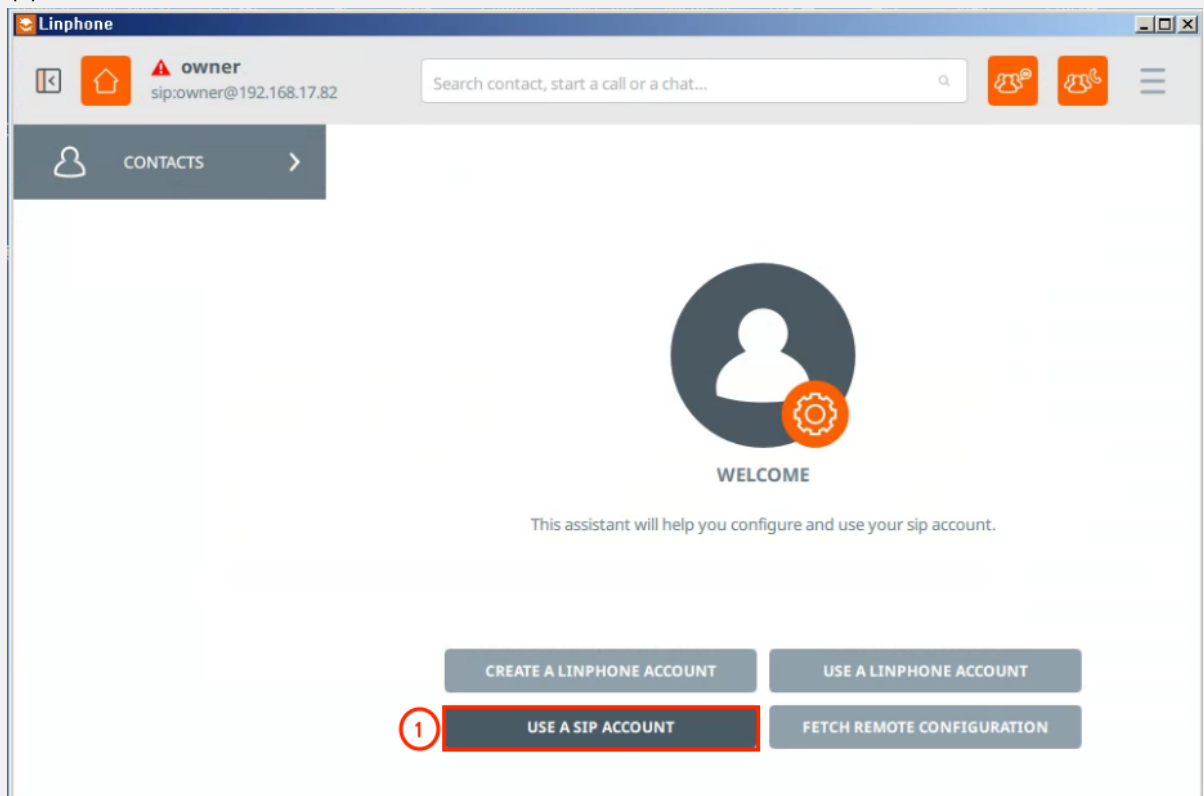 Linphone
owner
sip:owner@192.168.17.82
Search contact, start a call or a chat...
CONTACTS
WELCOME
This assistant will help you configure and use your sip account.
CREATE A LINPHONE ACCOUNT
USE A LINPHONE ACCOUNT
1
USE A SIP ACCOUNT
FETCH REMOTE CONFIGURATION